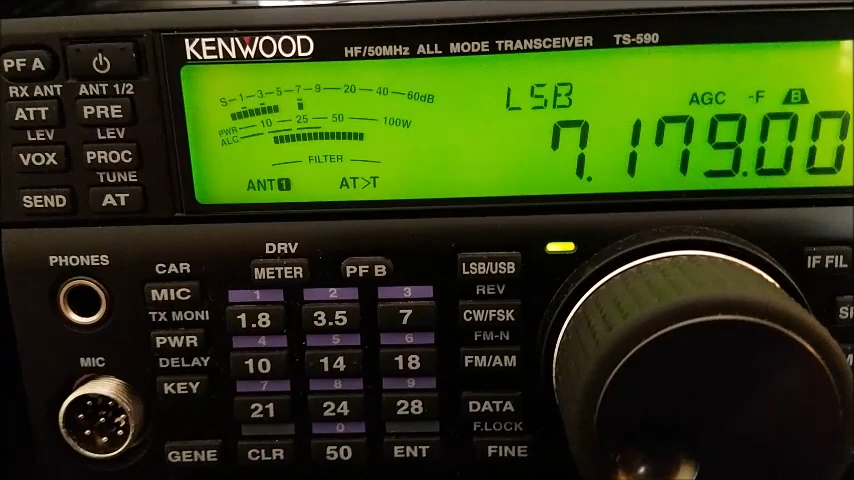 KENWOOD HF/50MHz ALL MODE TRANSCEIVER TS-590
PF A
RX ANT ANT 1/2
ATT PRE
LEV LEV
VOX PROC
TUNE
SEND AT
S-1-3-5-7-9-20-40-60dB
PWR 10 25 50 100W
ALC
FILTER
ANT 1 AT>T
LSB AGC -F B
7.179.00
PHONES
MIC
CAR
MIC
TX MONI
PWR
DELAY
KEY
GENE
DRV
METER PF B
1 2 3
1.8 3.5 7
4 5 6
10 14 18
7 8 9
21 24 28
0
CLR 50 ENT
LSB/USB
REV
CW/FSK
FM-N
FM/AM
DATA
F.LOCK
FINE
IF FIL